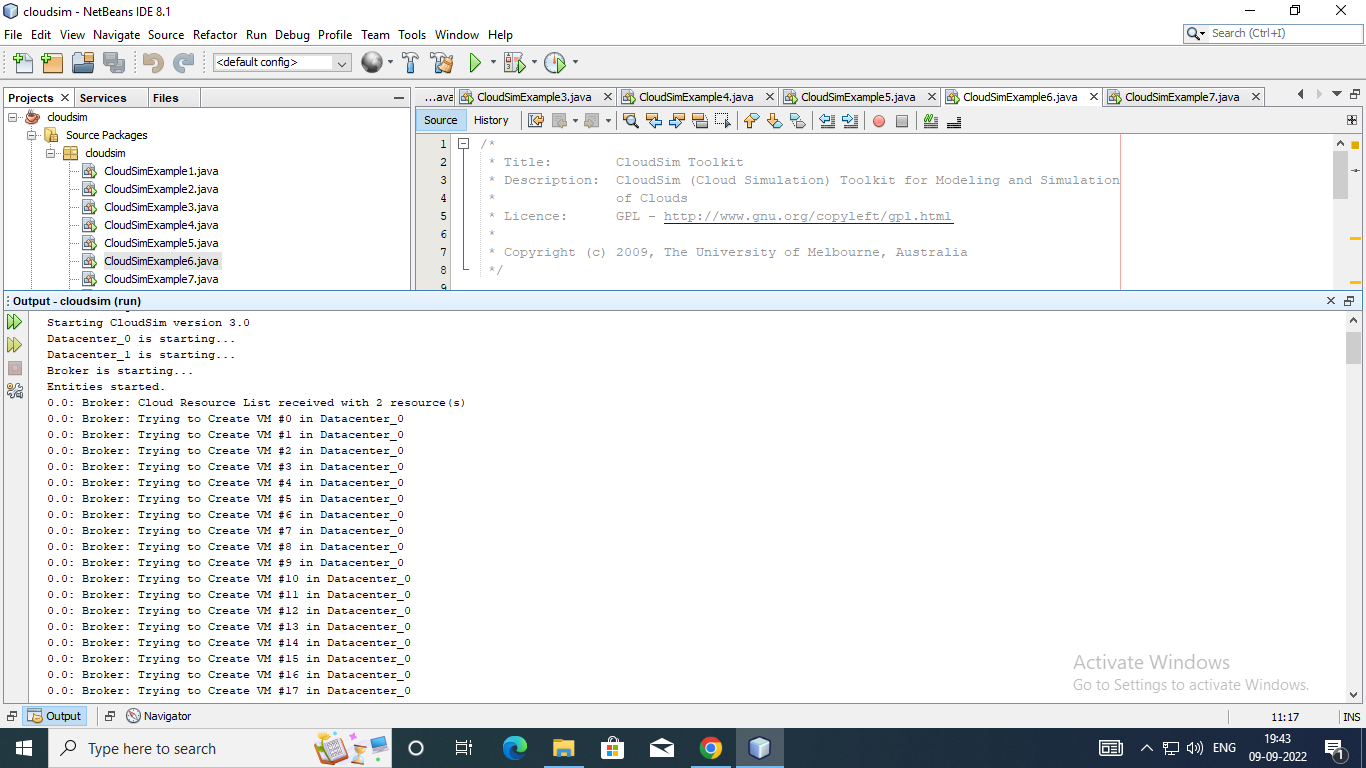 cloudsim - NetBeans IDE 8.1
File Edit View Navigate Source Refactor Run Debug Profile Team Tools Window Help
Search (Ctrl+I)
<default config>
Projects Services Files
...ava CloudSimExample3.java CloudSimExample4.java CloudSimExample5.java CloudSimExample6.java CloudSimExample7.java
Source History
cloudsim
Source Packages
cloudsim
CloudSimExample1.java
CloudSimExample2.java
CloudSimExample3.java
CloudSimExample4.java
CloudSimExample5.java
CloudSimExample6.java
CloudSimExample7.java
1 /*
2 * Title: CloudSim Toolkit
3 * Description: CloudSim (Cloud Simulation) Toolkit for Modeling and Simulation
4 * of Clouds
5 * Licence: GPL - http://www.gnu.org/copyleft/gpl.html
6 *
7 * Copyright (c) 2009, The University of Melbourne, Australia
8 */
9
Output - cloudsim (run)
Starting CloudSim version 3.0
Datacenter_0 is starting...
Datacenter_1 is starting...
Broker is starting...
Entities started.
0.0: Broker: Cloud Resource List received with 2 resource(s)
0.0: Broker: Trying to Create VM #0 in Datacenter_0
0.0: Broker: Trying to Create VM #1 in Datacenter_0
0.0: Broker: Trying to Create VM #2 in Datacenter_0
0.0: Broker: Trying to Create VM #3 in Datacenter_0
0.0: Broker: Trying to Create VM #4 in Datacenter_0
0.0: Broker: Trying to Create VM #5 in Datacenter_0
0.0: Broker: Trying to Create VM #6 in Datacenter_0
0.0: Broker: Trying to Create VM #7 in Datacenter_0
0.0: Broker: Trying to Create VM #8 in Datacenter_0
0.0: Broker: Trying to Create VM #9 in Datacenter_0
0.0: Broker: Trying to Create VM #10 in Datacenter_0
0.0: Broker: Trying to Create VM #11 in Datacenter_0
0.0: Broker: Trying to Create VM #12 in Datacenter_0
0.0: Broker: Trying to Create VM #13 in Datacenter_0
0.0: Broker: Trying to Create VM #14 in Datacenter_0
0.0: Broker: Trying to Create VM #15 in Datacenter_0
0.0: Broker: Trying to Create VM #16 in Datacenter_0
0.0: Broker: Trying to Create VM #17 in Datacenter_0
Activate Windows
Go to Settings to activate Windows.
Output Navigator
11:17 INS
Type here to search
ENG
19:43
09-09-2022
1